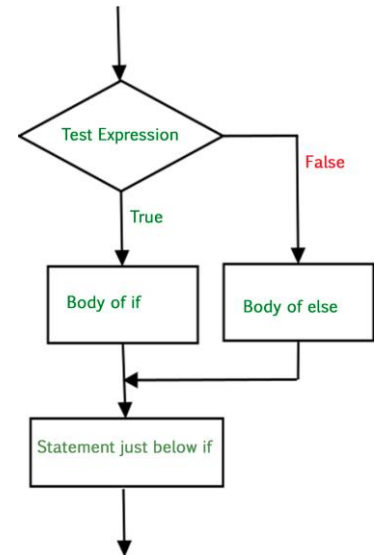 Test Expression
False
True
Body of if
Body of else
Statement just below if